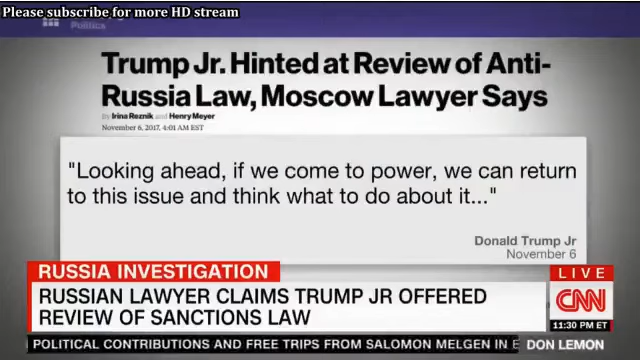 Please subscribe for more HD stream
Politics
Trump Jr. Hinted at Review of Anti-
Russia Law, Moscow Lawyer Says
by Irina Reznik and Henry Meyer
November 6, 2017, 4:01 AM EST
"Looking ahead, if we come to power, we can return
to this issue and think what to do about it..."
Donald Trump Jr
November 6
RUSSIA INVESTIGATION
LIVE
RUSSIAN LAWYER CLAIMS TRUMP JR OFFERED
REVIEW OF SANCTIONS LAW
CNN
11:30 PM ET
POLITICAL CONTRIBUTIONS AND FREE TRIPS FROM SALOMON MELGEN IN E
DON LEMON